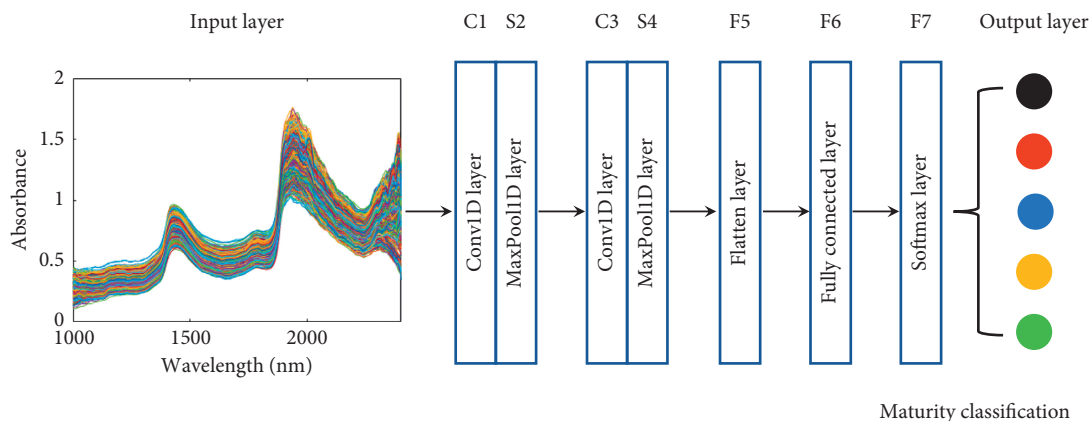 Input layer
C1
S2
C3
S4
F5
F6
F7
Output layer
2
1.5
1
0.5
0
Absorbance
1000
1500
2000
Wavelength (nm)
Conv1D layer
MaxPool1D layer
Conv1D layer
MaxPool1D layer
Flatten layer
Fully connected layer
Softmax layer
Maturity classification